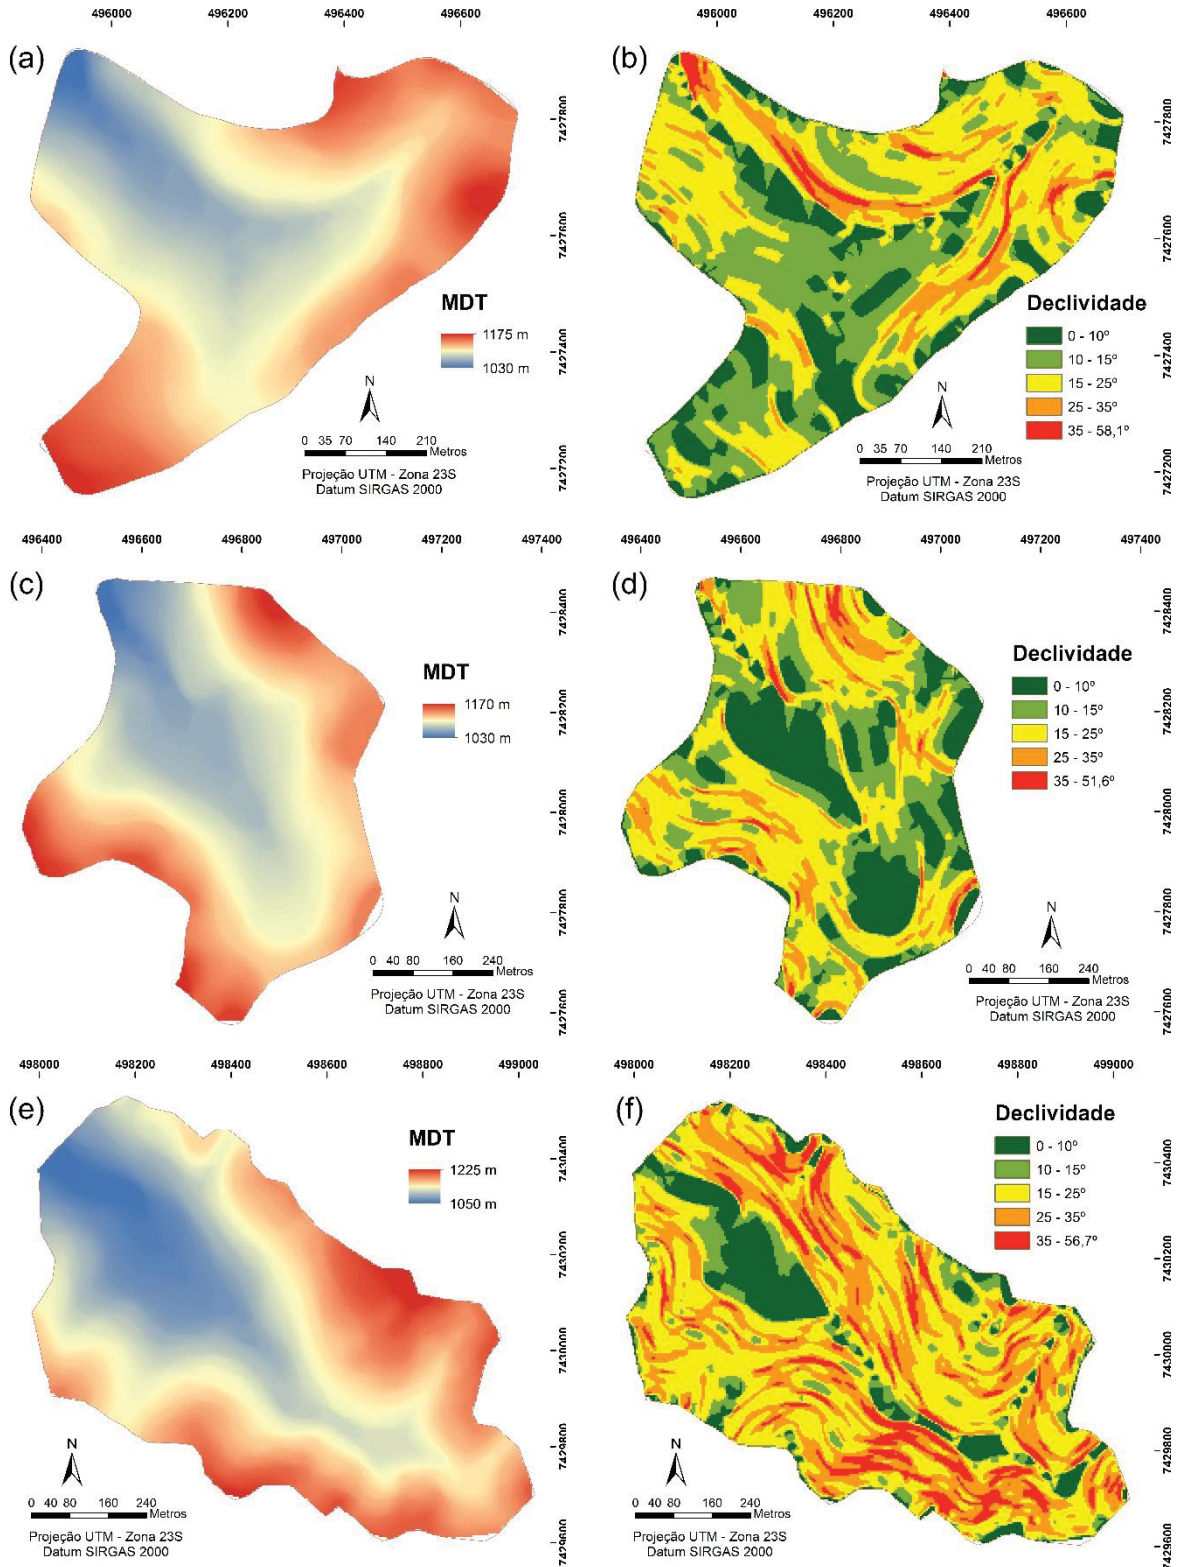 496000 496200 496400 496600
496000 496200 496400 496600
(a)
(b)
7427800
7427600
7427400
7427200
7427800
7427600
7427400
7427200
MDT
1175 m
1030 m
N
0 35 70 140 210
Metros
Projeção UTM - Zona 23S
Datum SIRGAS 2000
Declividade
0 - 10º
10 - 15º
15 - 25º
25 - 35º
35 - 58,1º
N
0 35 70 140 210
Metros
Projeção UTM - Zona 23S
Datum SIRGAS 2000
496400 496600 496800 497000 497200 497400
496400 496600 496800 497000 497200 497400
(c)
(d)
7428400
7428200
7428000
7427800
7427600
7428400
7428200
7428000
7427800
7427600
MDT
1170 m
1030 m
N
0 40 80 160 240
Metros
Projeção UTM - Zona 23S
Datum SIRGAS 2000
Declividade
0 - 10º
10 - 15º
15 - 25º
25 - 35º
35 - 51,6º
N
0 40 80 160 240
Metros
Projeção UTM - Zona 23S
Datum SIRGAS 2000
498000 498200 498400 498600 498800 499000
498000 498200 498400 498600 498800 499000
(e)
(f)
7430400
7430200
7430000
7429800
7429600
7430400
7430200
7430000
7429800
7429600
MDT
1225 m
1050 m
N
0 40 80 160 240
Metros
Projeção UTM - Zona 23S
Datum SIRGAS 2000
Declividade
0 - 10º
10 - 15º
15 - 25º
25 - 35º
35 - 56,7º
N
0 40 80 160 240
Metros
Projeção UTM - Zona 23S
Datum SIRGAS 2000